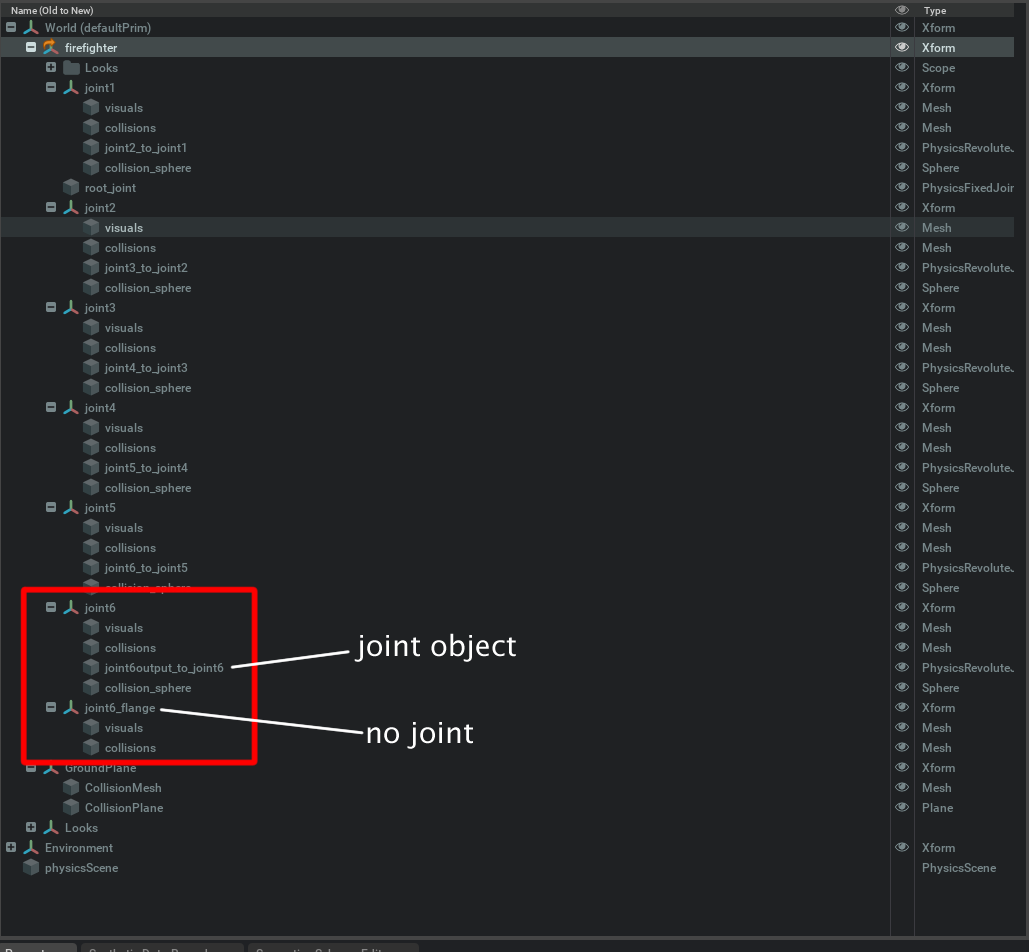 Name (Old to New) Type
World (defaultPrim) Xform
firefighter Xform
Looks Scope
joint1 Xform
visuals Mesh
collisions Mesh
joint2_to_joint1 PhysicsRevolute
collision_sphere Sphere
root_joint PhysicsFixedJoir
joint2 Xform
visuals Mesh
collisions Mesh
joint3_to_joint2 PhysicsRevolute
collision_sphere Sphere
joint3 Xform
visuals Mesh
collisions Mesh
joint4_to_joint3 PhysicsRevolute
collision_sphere Sphere
joint4 Xform
visuals Mesh
collisions Mesh
joint5_to_joint4 PhysicsRevolute
collision_sphere Sphere
joint5 Xform
visuals Mesh
collisions Mesh
joint6_to_joint5 PhysicsRevolute
collision_sphere Sphere
joint6 Xform
visuals Mesh
joint object
collisions Mesh
joint6output_to_joint6 PhysicsRevolute
collision_sphere Sphere
joint6_flange Xform
visuals Mesh
no joint
collisions Mesh
GroundPlane Xform
CollisionMesh Mesh
CollisionPlane Plane
Looks
Environment Xform
physicsScene PhysicsScene